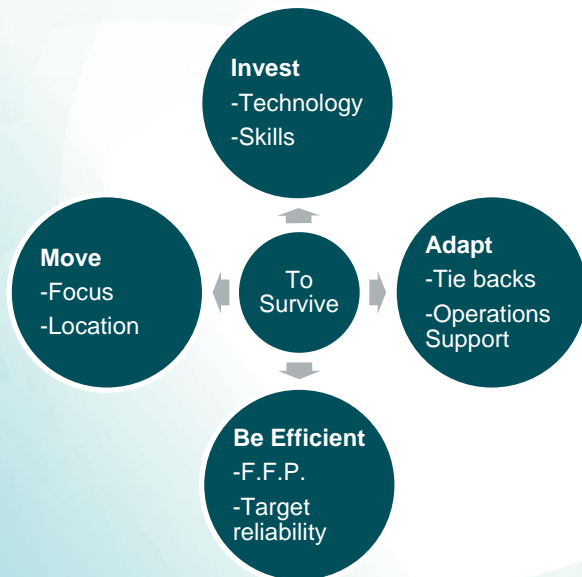 Invest
-Technology
-Skills
Move
-Focus
-Location
To
Survive
Adapt
-Tie backs
-Operations
Support
Be Efficient
-F.F.P.
-Target
reliability